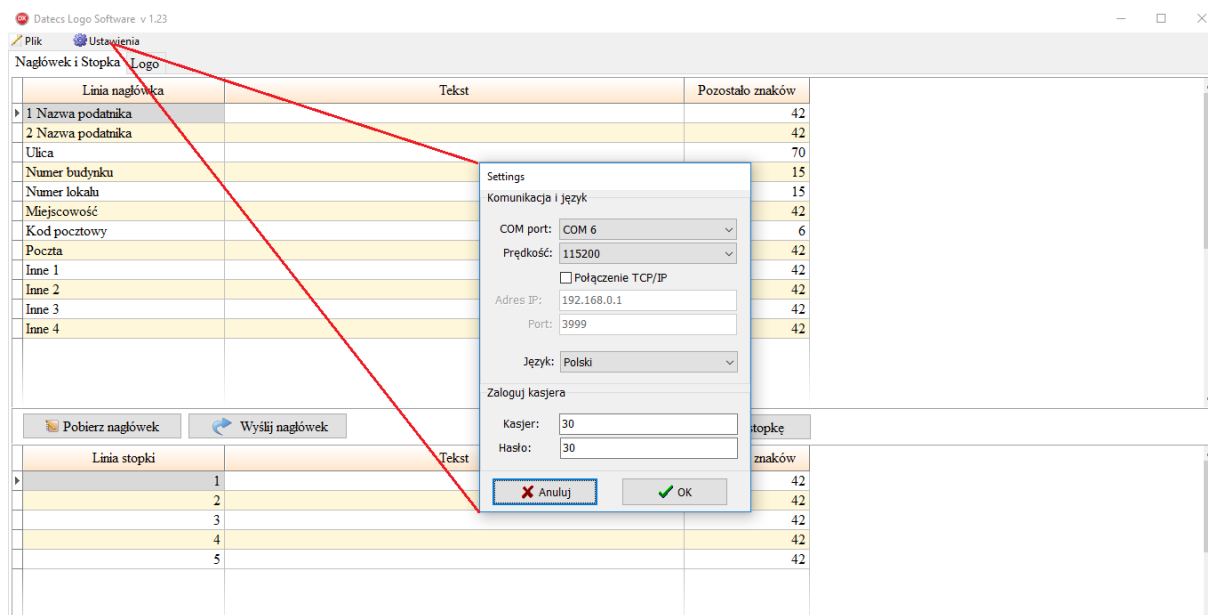 Datecs Logo Software v 1.23
Plik Ustawienia
Nagłówek i Stopka Logo
Linia nagłówka Tekst Pozostało znaków
1 Nazwa podatnika 42
2 Nazwa podatnika 42
Ulica 70
Numer budynku 15
Numer lokalu 15
Miejscowość 42
Kod pocztowy 6
Poczta 42
Inne 1 42
Inne 2 42
Inne 3 42
Inne 4 42
Settings
Komunikacja i język
COM port: COM 6
Prędkość: 115200
Połączenie TCP/IP
Adres IP: 192.168.0.1
Port: 3999
Język: Polski
Zaloguj kasjera
Kasjer: 30
Hasło: 30
Anuluj OK
Pobierz nagłówek Wyślij nagłówek stopkę
Linia stopki Tekst znaków
1 42
2 42
3 42
4 42
5 42